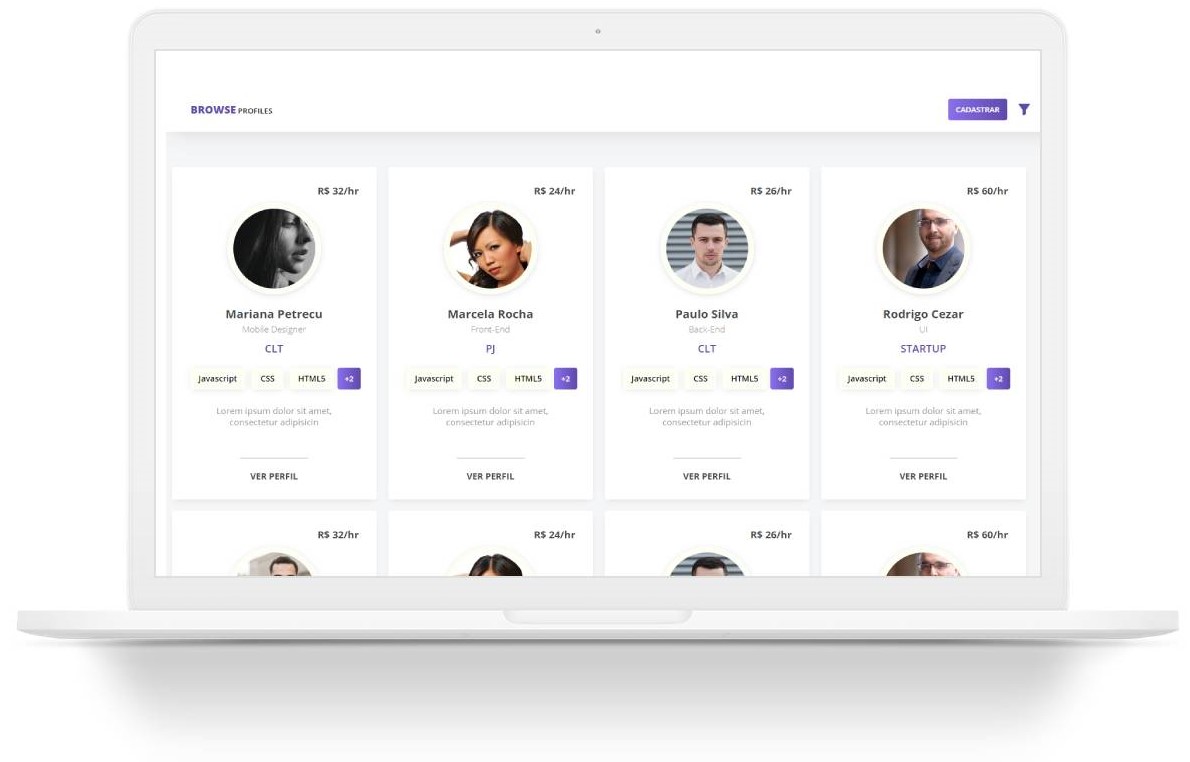 BROWSE PROFILES
CADASTRAR
R$ 32/hr
Mariana Petrecu
Mobile Designer
CLT
Javascript CSS HTML5 +2
Lorem ipsum dolor sit amet,
consectetur adipisicin
VER PERFIL
R$ 24/hr
Marcela Rocha
Front-End
PJ
Javascript CSS HTML5 +2
Lorem ipsum dolor sit amet,
consectetur adipisicin
VER PERFIL
R$ 26/hr
Paulo Silva
Back-End
CLT
Javascript CSS HTML5 +2
Lorem ipsum dolor sit amet,
consectetur adipisicin
VER PERFIL
R$ 60/hr
Rodrigo Cezar
UI
STARTUP
Javascript CSS HTML5 +2
Lorem ipsum dolor sit amet,
consectetur adipisicin
VER PERFIL
R$ 32/hr
R$ 24/hr
R$ 26/hr
R$ 60/hr